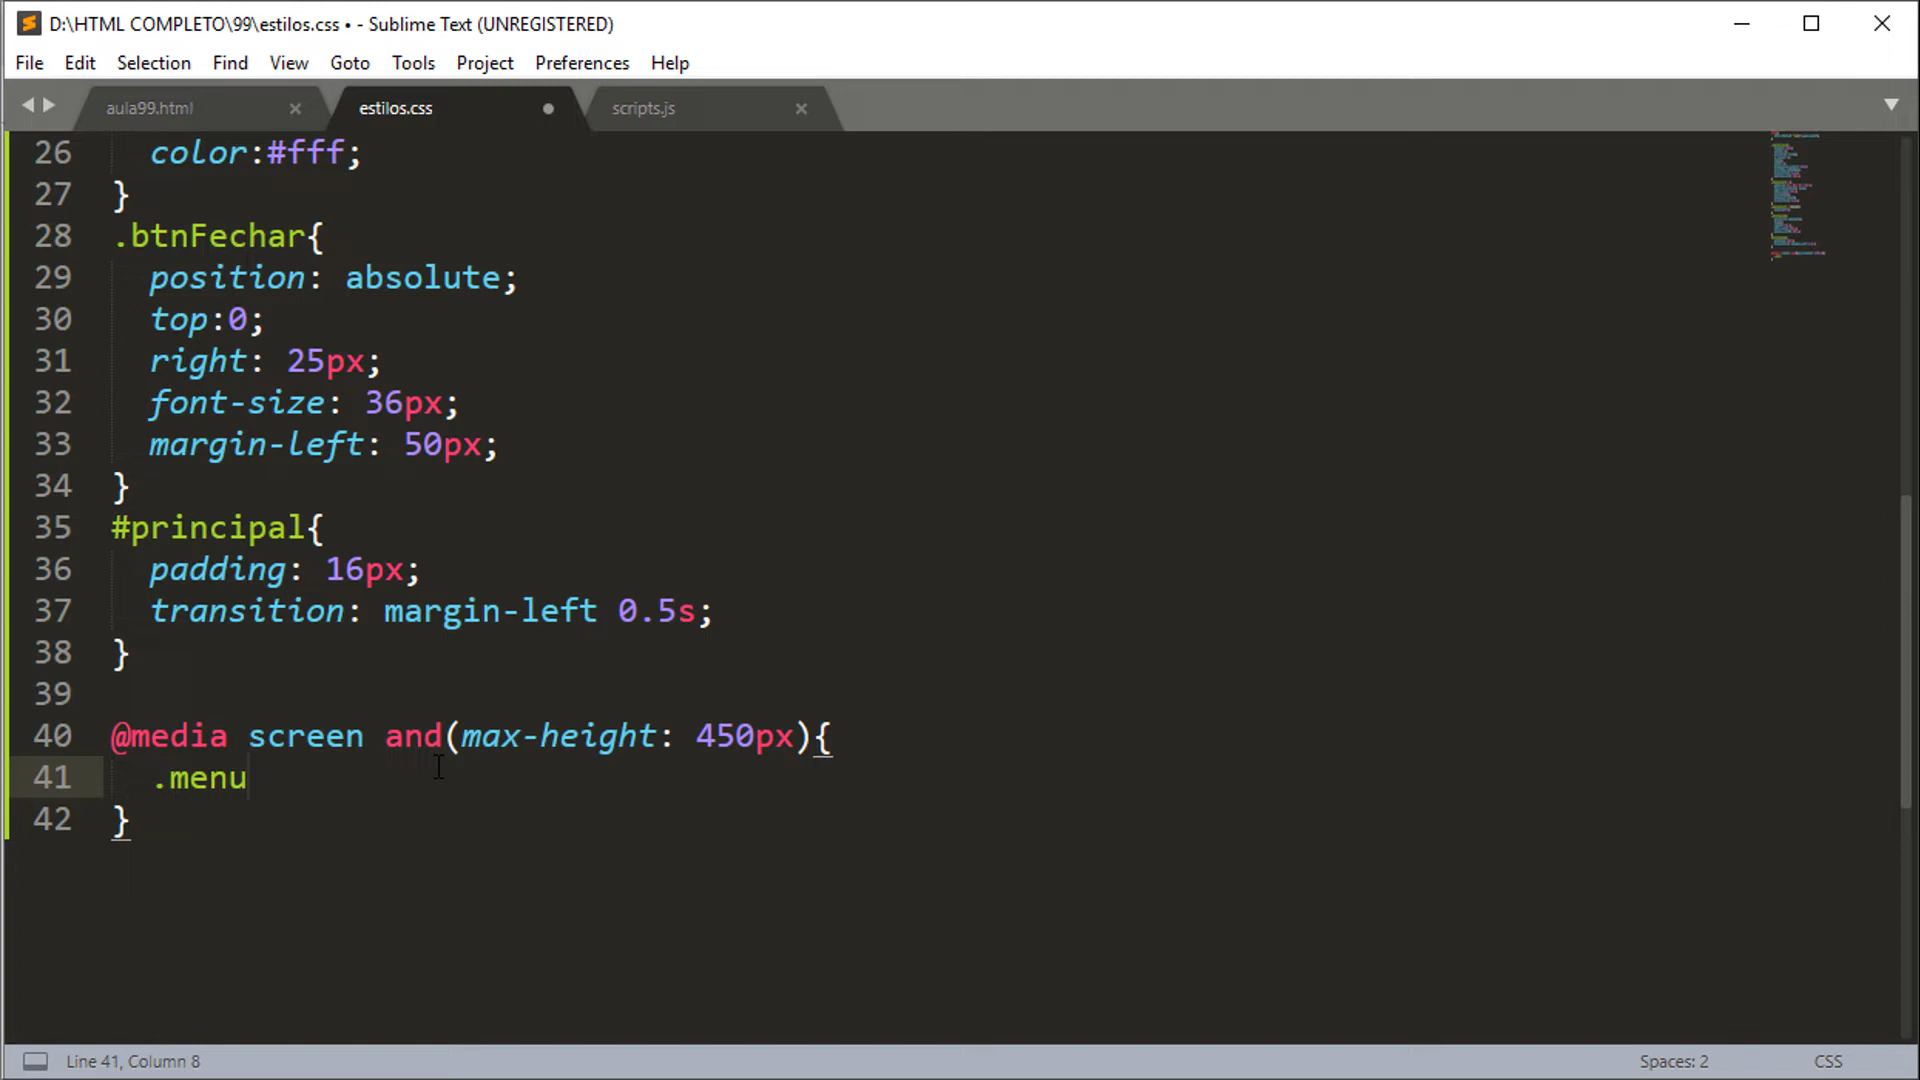 D:\HTML COMPLETO\99\estilos.css • - Sublime Text (UNREGISTERED)
File Edit Selection Find View Goto Tools Project Preferences Help
aula99.html × estilos.css scripts.js ×
26 color:#fff;
27 }
28 .btnFechar{
29 position: absolute;
30 top:0;
31 right: 25px;
32 font-size: 36px;
33 margin-left: 50px;
34 }
35 #principal{
36 padding: 16px;
37 transition: margin-left 0.5s;
38 }
39
40 @media screen and(max-height: 450px){
41 .menu
42 }
Line 41, Column 8 Spaces: 2 CSS